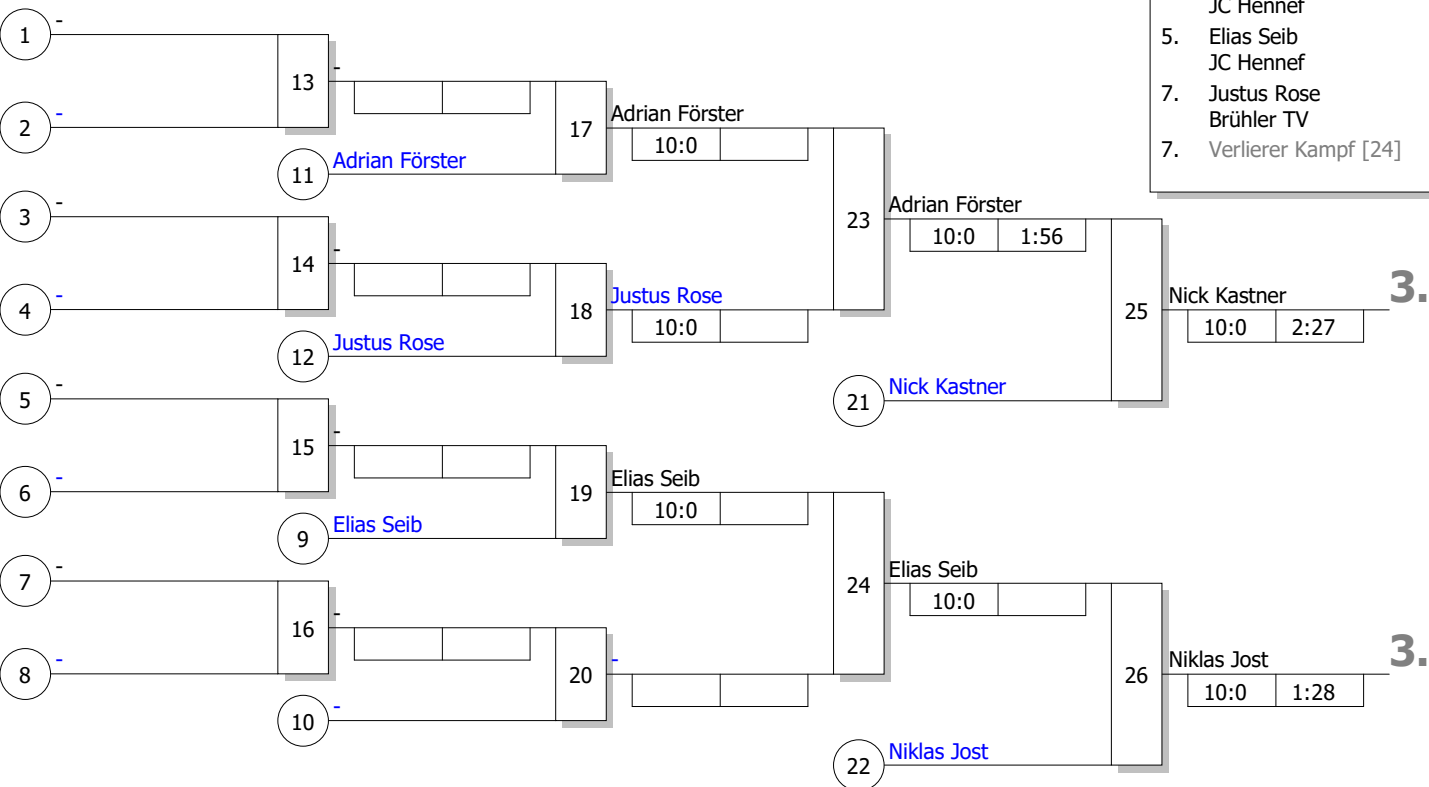 JC Hennef
5. Elias Seib
JC Hennef
7. Justus Rose
Brühler TV
7. Verlierer Kampf [24]
1 -
13 -
2 -
17 Adrian Förster
10:0
11 Adrian Förster
3 -
23 Adrian Förster
10:0 1:56
14 -
4 -
18 Justus Rose
10:0
12 Justus Rose
25 Nick Kastner 3.
10:0 2:27
21 Nick Kastner
5 -
15 -
6 -
19 Elias Seib
10:0
9 Elias Seib
7 -
24 Elias Seib
10:0
16 -
8 -
20 -
10 -
26 Niklas Jost 3.
10:0 1:28
22 Niklas Jost